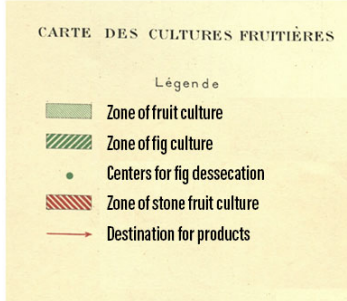 CARTE DES CULTURES FRUITIÈRES
Légende
Zone of fruit culture
Zone of fig culture
Centers for fig dessecation
Zone of stone fruit culture
Destination for products